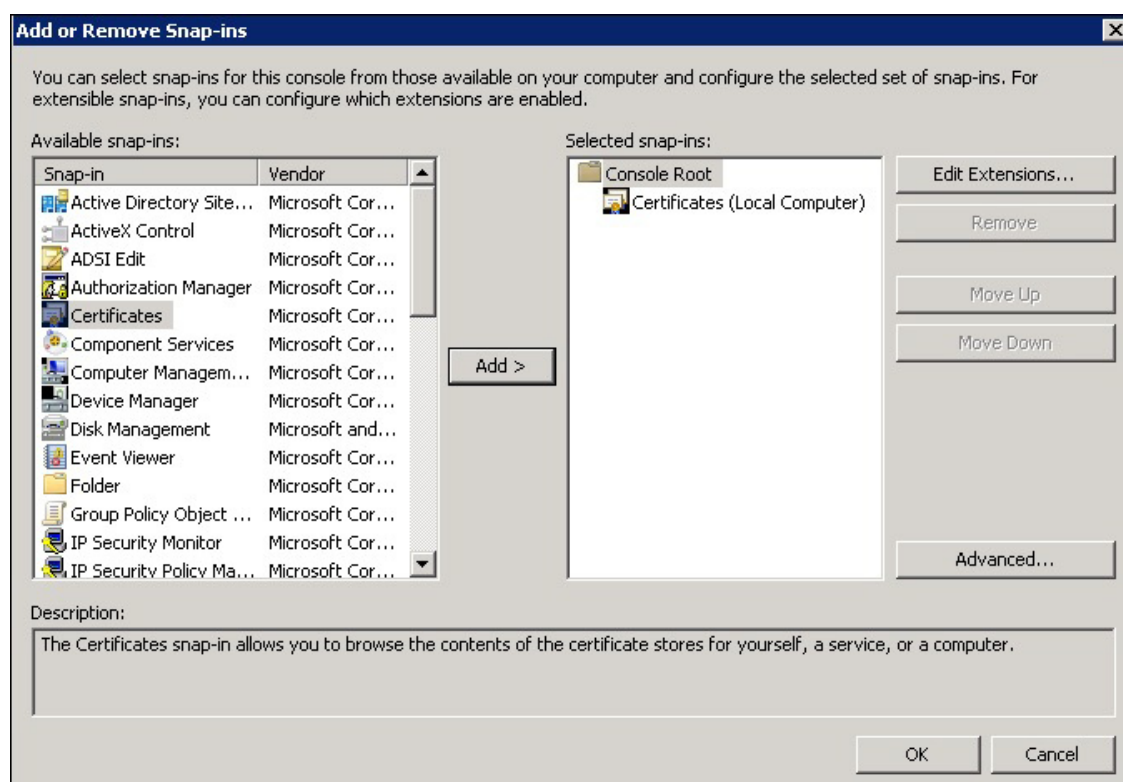 Add or Remove Snap-ins
You can select snap-ins for this console from those available on your computer and configure the selected set of snap-ins. For
extensible snap-ins, you can configure which extensions are enabled.
Available snap-ins:
Selected snap-ins:
Snap-in Vendor
Active Directory Site... Microsoft Cor...
ActiveX Control Microsoft Cor...
ADSI Edit Microsoft Cor...
Authorization Manager Microsoft Cor...
Certificates Microsoft Cor...
Component Services Microsoft Cor...
Computer Managem... Microsoft Cor...
Device Manager Microsoft Cor...
Disk Management Microsoft and...
Event Viewer Microsoft Cor...
Folder Microsoft Cor...
Group Policy Object ... Microsoft Cor...
IP Security Monitor Microsoft Cor...
IP Security Policy Ma... Microsoft Cor...
Add >
Console Root
Certificates (Local Computer)
Edit Extensions...
Remove
Move Up
Move Down
Advanced...
Description:
The Certificates snap-in allows you to browse the contents of the certificate stores for yourself, a service, or a computer.
OK Cancel